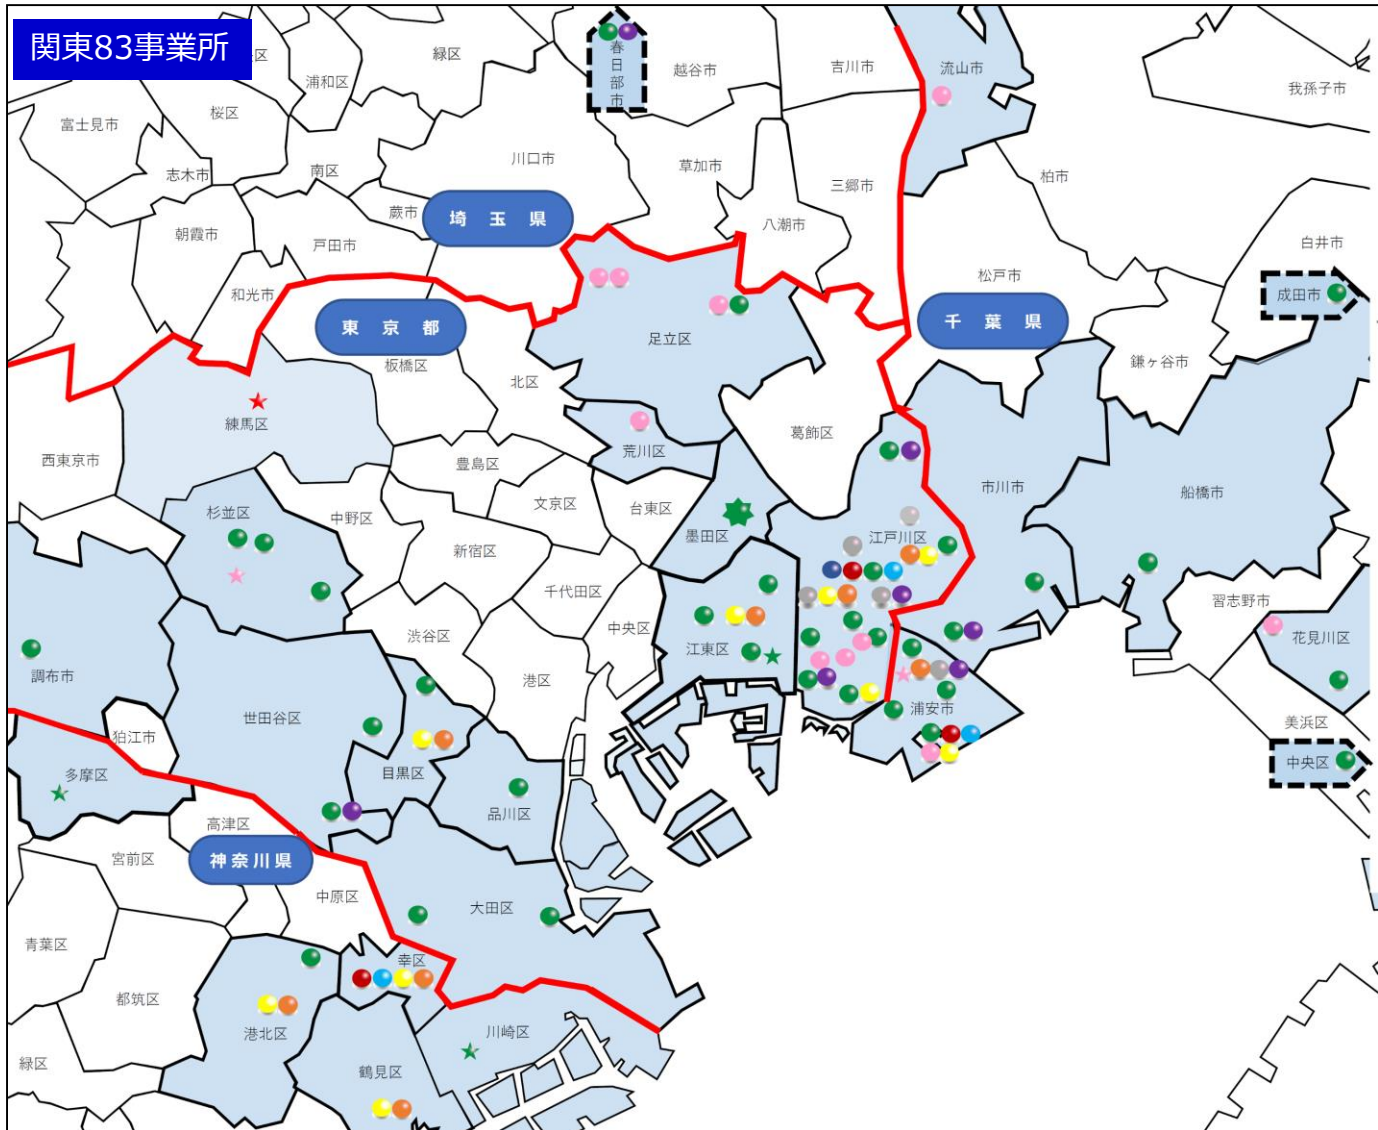 関東83事業所
区
緑区
浦和区
春日部市
越谷市
吉川市
流山市
我孫子市
富士見市
桜区
川口市
草加市
三郷市
柏市
志木市
南区
蕨市
埼玉県
八潮市
白井市
朝霞市
戸田市
和光市
松戸市
成田市
東京都
千葉県
足立区
板橋区
北区
鎌ヶ谷市
練馬区
荒川区
葛飾区
西東京市
豊島区
文京区
台東区
市川市
船橋市
杉並区
中野区
新宿区
墨田区
江戸川区
千代田区
中央区
習志野市
渋谷区
江東区
花見川区
調布市
港区
世田谷区
浦安市
狛江市
美浜区
多摩区
目黒区
中央区
品川区
高津区
宮前区
神奈川県
中原区
大田区
青葉区
幸区
都筑区
港北区
川崎区
緑区
鶴見区